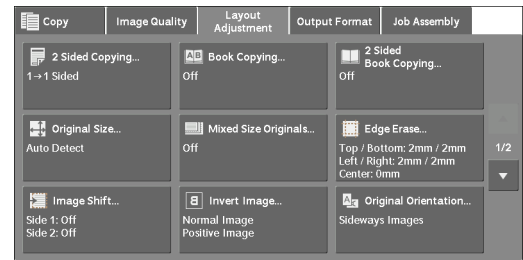 Copy
Image Quality
Layout
Adjustment
Output Format
Job Assembly
2 Sided Copying...
1→1 Sided
AB Book Copying...
Off
2 Sided
Book Copying...
Off
Original Size...
Auto Detect
Mixed Size Originals...
Off
Edge Erase...
Top / Bottom: 2mm / 2mm
Left / Right: 2mm / 2mm
Center: 0mm
1/2
Image Shift...
Side 1: Off
Side 2: Off
B Invert Image...
Normal Image
Positive Image
Original Orientation...
Sideways Images